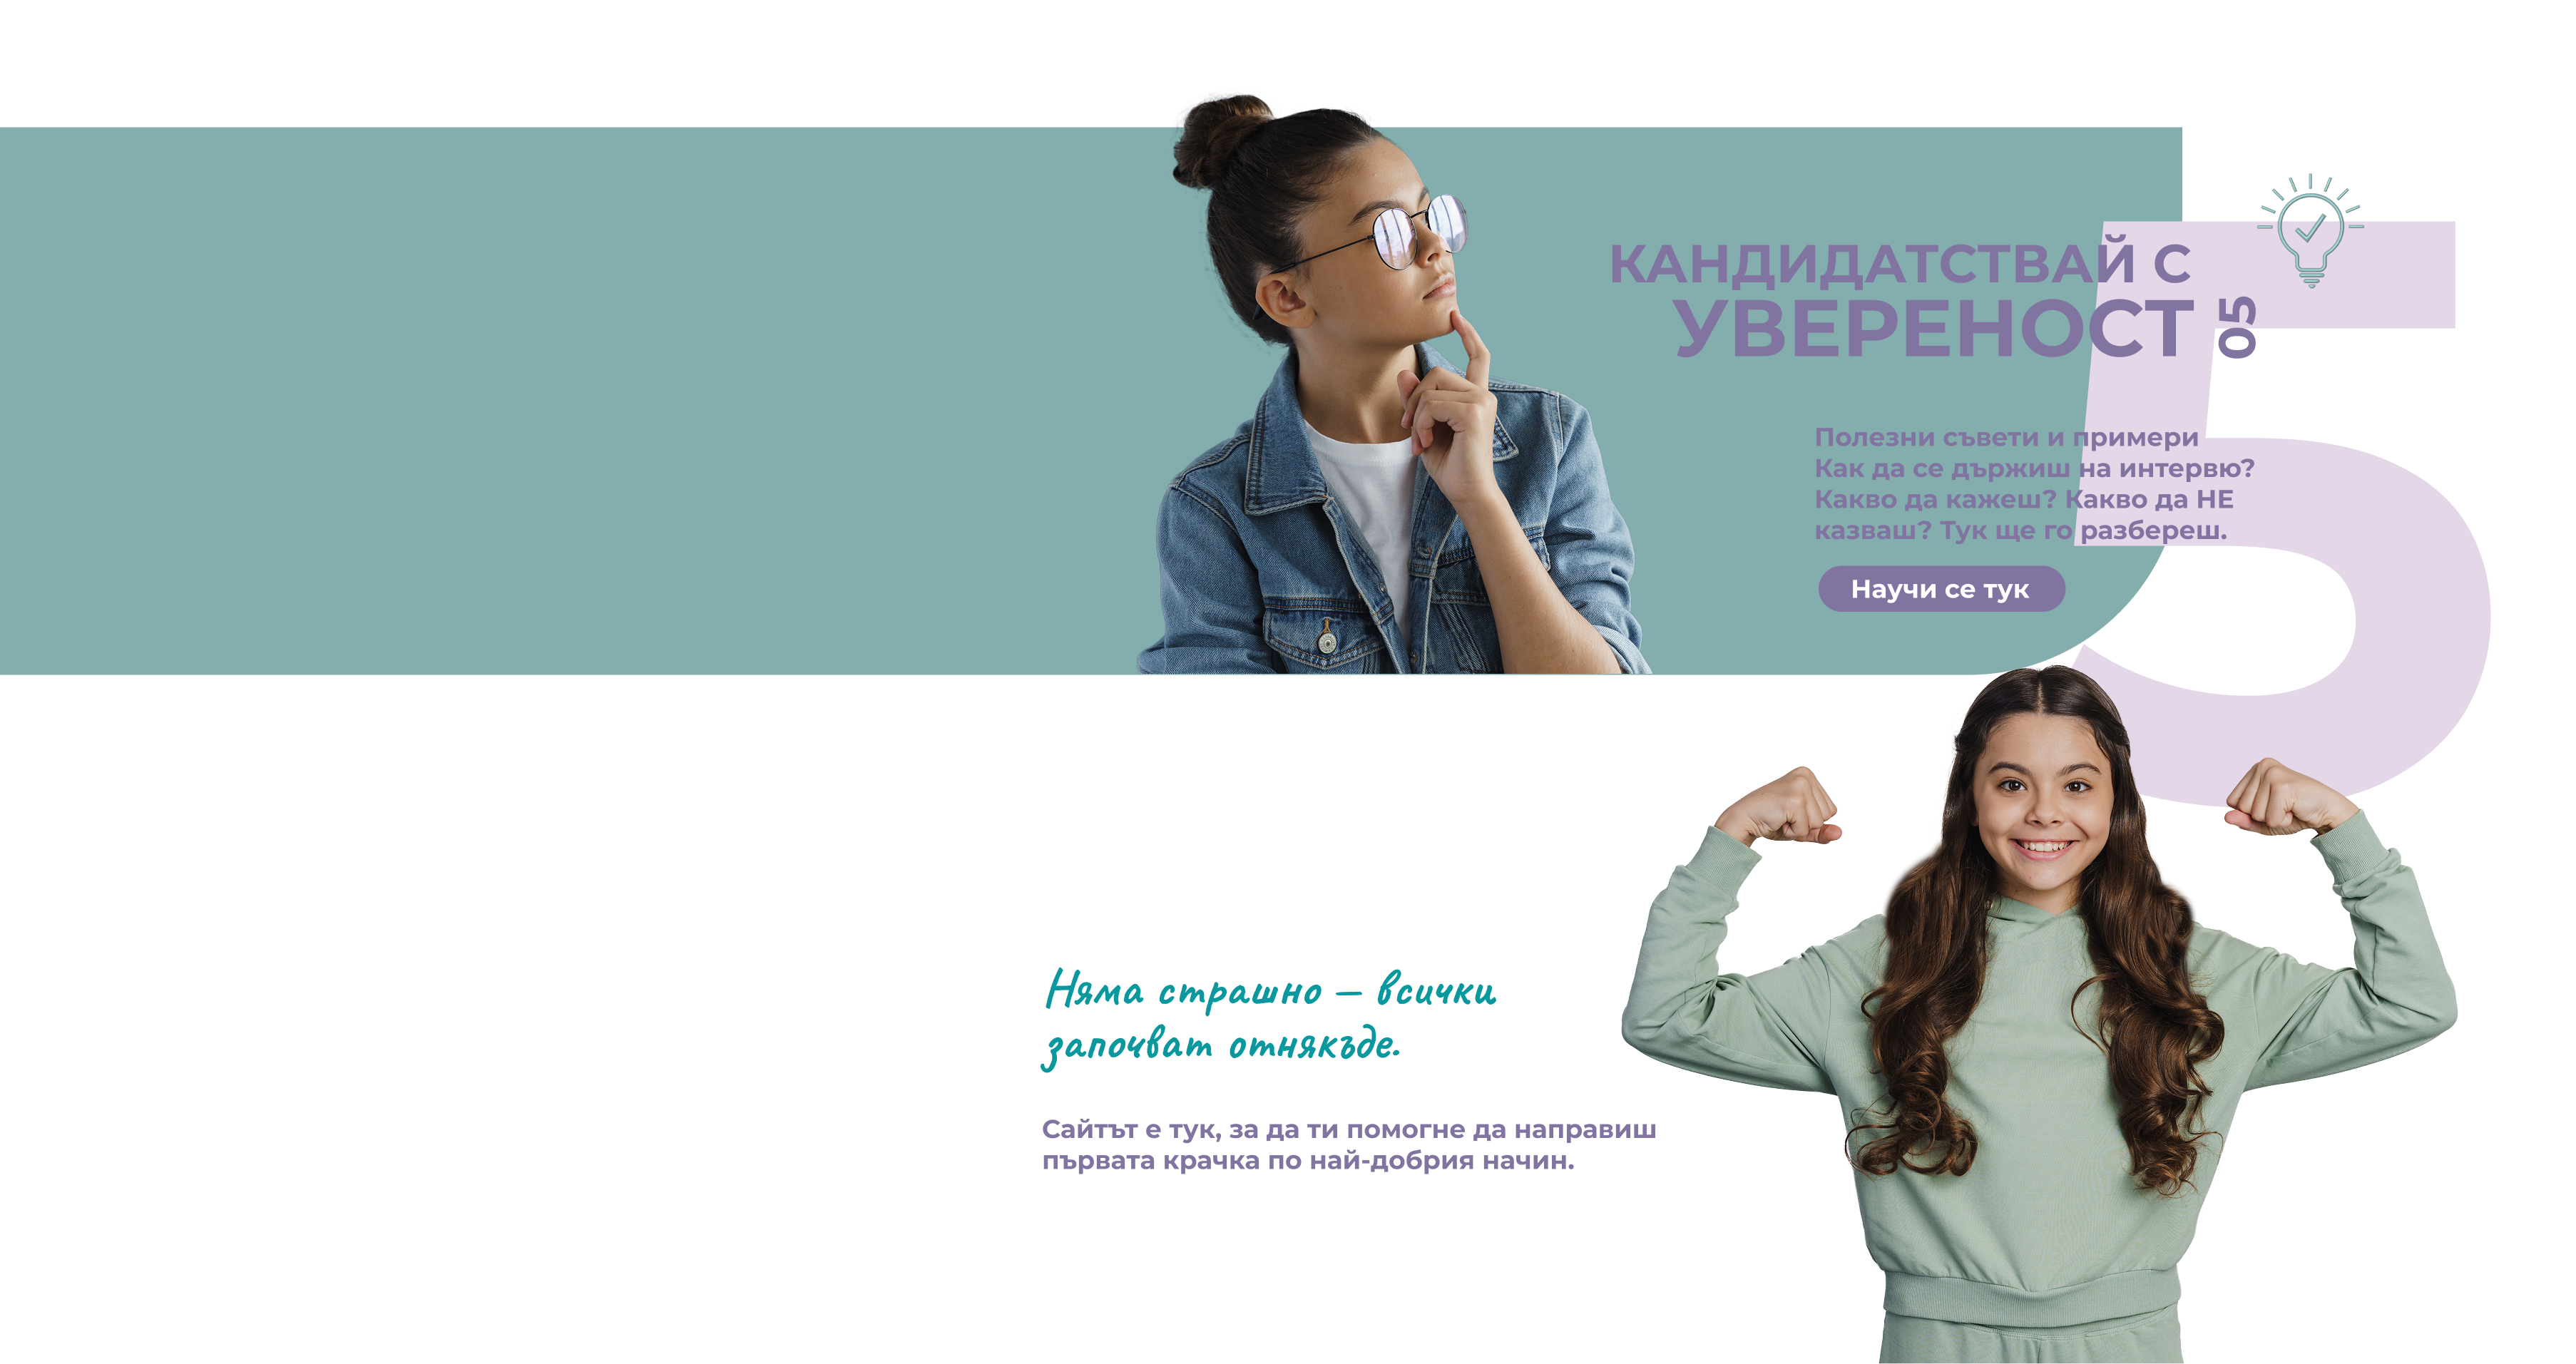 КАНДИДАТСТВАЙ С
УВЕРЕНОСТ
05
5
Полезни съвети и примери
Как да се държиш на интервю?
Какво да кажеш? Какво да НЕ
казваш? Тук ще го разбереш.
Научи се тук
Няма страшно – всички
започват отнякъде.
Сайтът е тук, за да ти помогне да направиш
първата крачка по най-добрия начин.